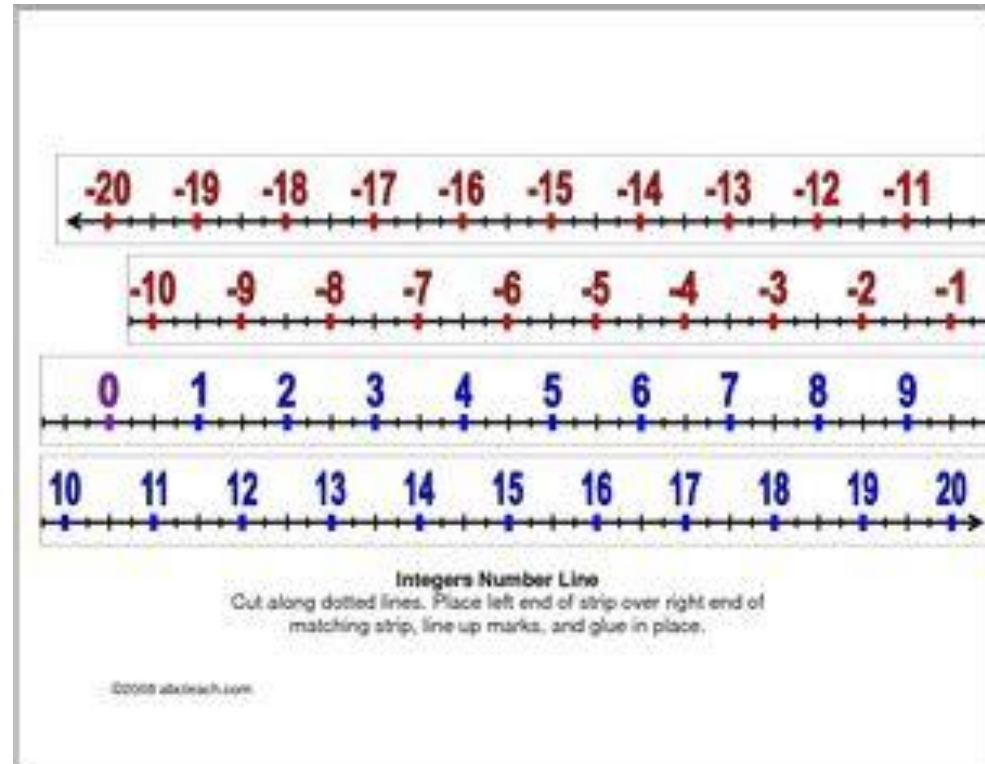 -20 -19 -18 -17 -16 -15 -14 -13 -12 -11
-10 -9 -8 -7 -6 -5 -4 -3 -2 -1
0 1 2 3 4 5 6 7 8 9
10 11 12 13 14 15 16 17 18 19 20
Integers Number Line
Cut along dotted lines. Place left end of strip over right end of
matching strip, line up marks, and glue in place.
abcteach.com